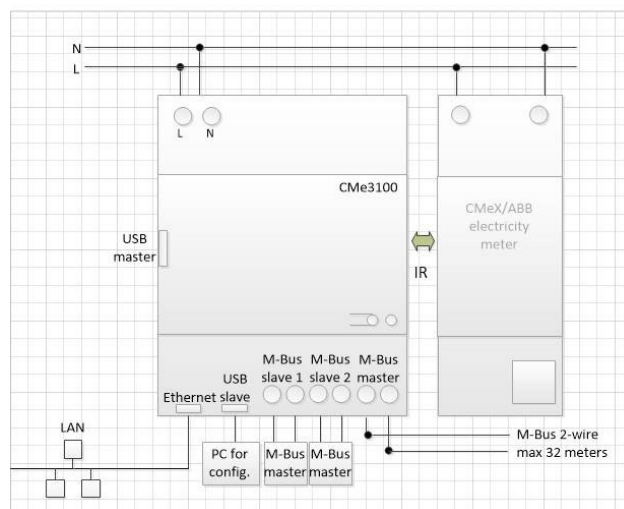 N
L
L N
CMe3100
CMeX/ABB
electricity
meter
USB
master
IR
M-Bus M-Bus M-Bus
slave 1 slave 2 master
USB
Ethernet slave
LAN
PC for
config.
M-Bus
master
M-Bus
master
M-Bus 2-wire
max 32 meters